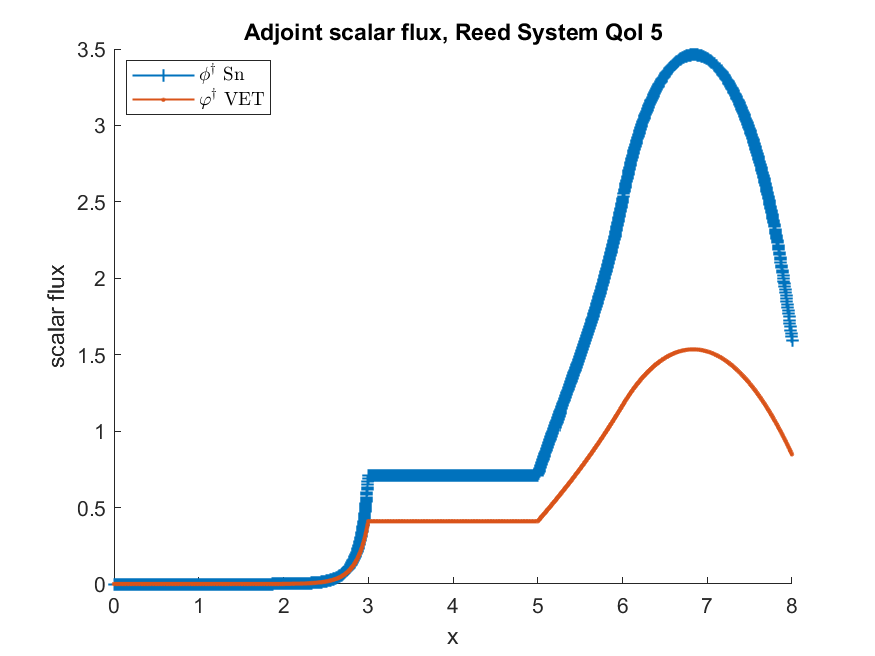 Adjoint scalar flux, Reed System QoI 5
ϕ† Sn
φ† VET
scalar flux
3.5
3
2.5
2
1.5
1
0.5
0
0 1 2 3 4 5 6 7 8
x